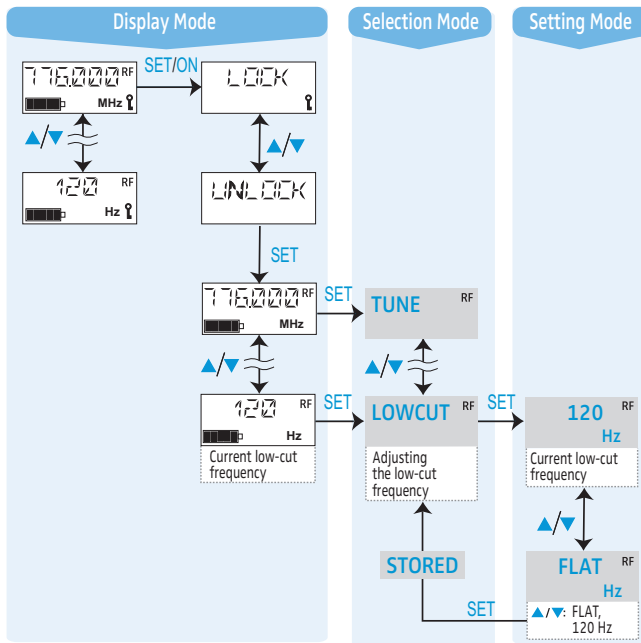 Display Mode
Selection Mode
Setting Mode
776.000 RF
MHz
SET/ON
LOCK
▲/▼
▲/▼
120 RF
Hz
UNLOCK
SET
776.000 RF
MHz
SET
TUNE RF
▲/▼
▲/▼
120 RF
Hz
Current low-cut
frequency
SET
LOWCUT RF
Adjusting
the low-cut
frequency
SET
120 RF
Hz
Current low-cut
frequency
▲/▼
STORED
FLAT RF
Hz
▲/▼: FLAT,
120 Hz
SET